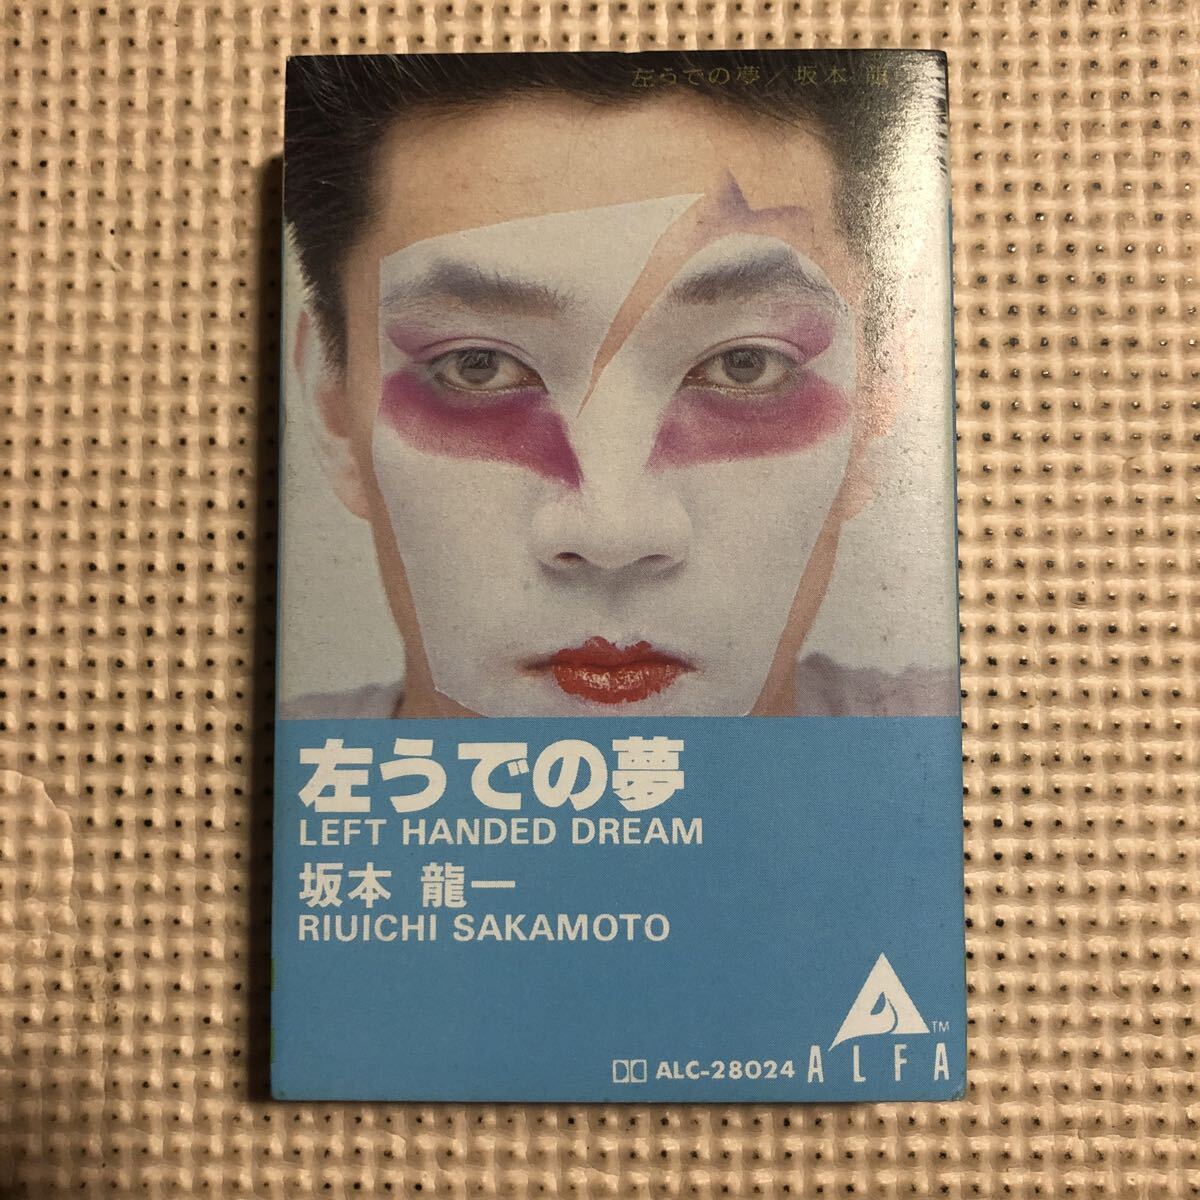 左うでの夢／坂本 龍
左うでの夢
LEFT HANDED DREAM
坂本 龍一
RIUICHI SAKAMOTO
ALC-28024
ALFA TM